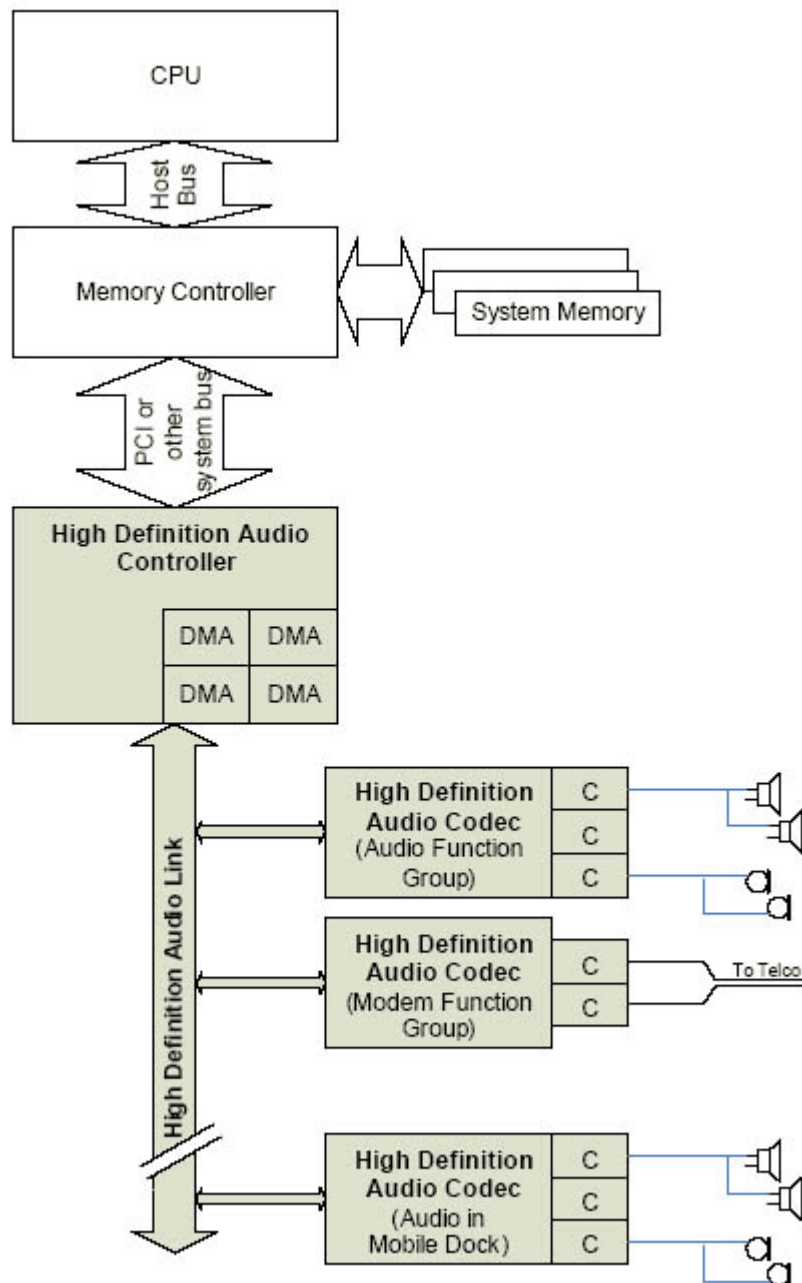 CPU
Host
Bus
Memory Controller
System Memory
PCI or
other
system bus
High Definition Audio
Controller
DMA
DMA
DMA
DMA
High Definition Audio Link
High Definition
Audio Codec
(Audio Function
Group)
C
C
C
High Definition
Audio Codec
(Modem Function
Group)
C
C
To Telco
High Definition
Audio Codec
(Audio in
Mobile Dock)
C
C
C